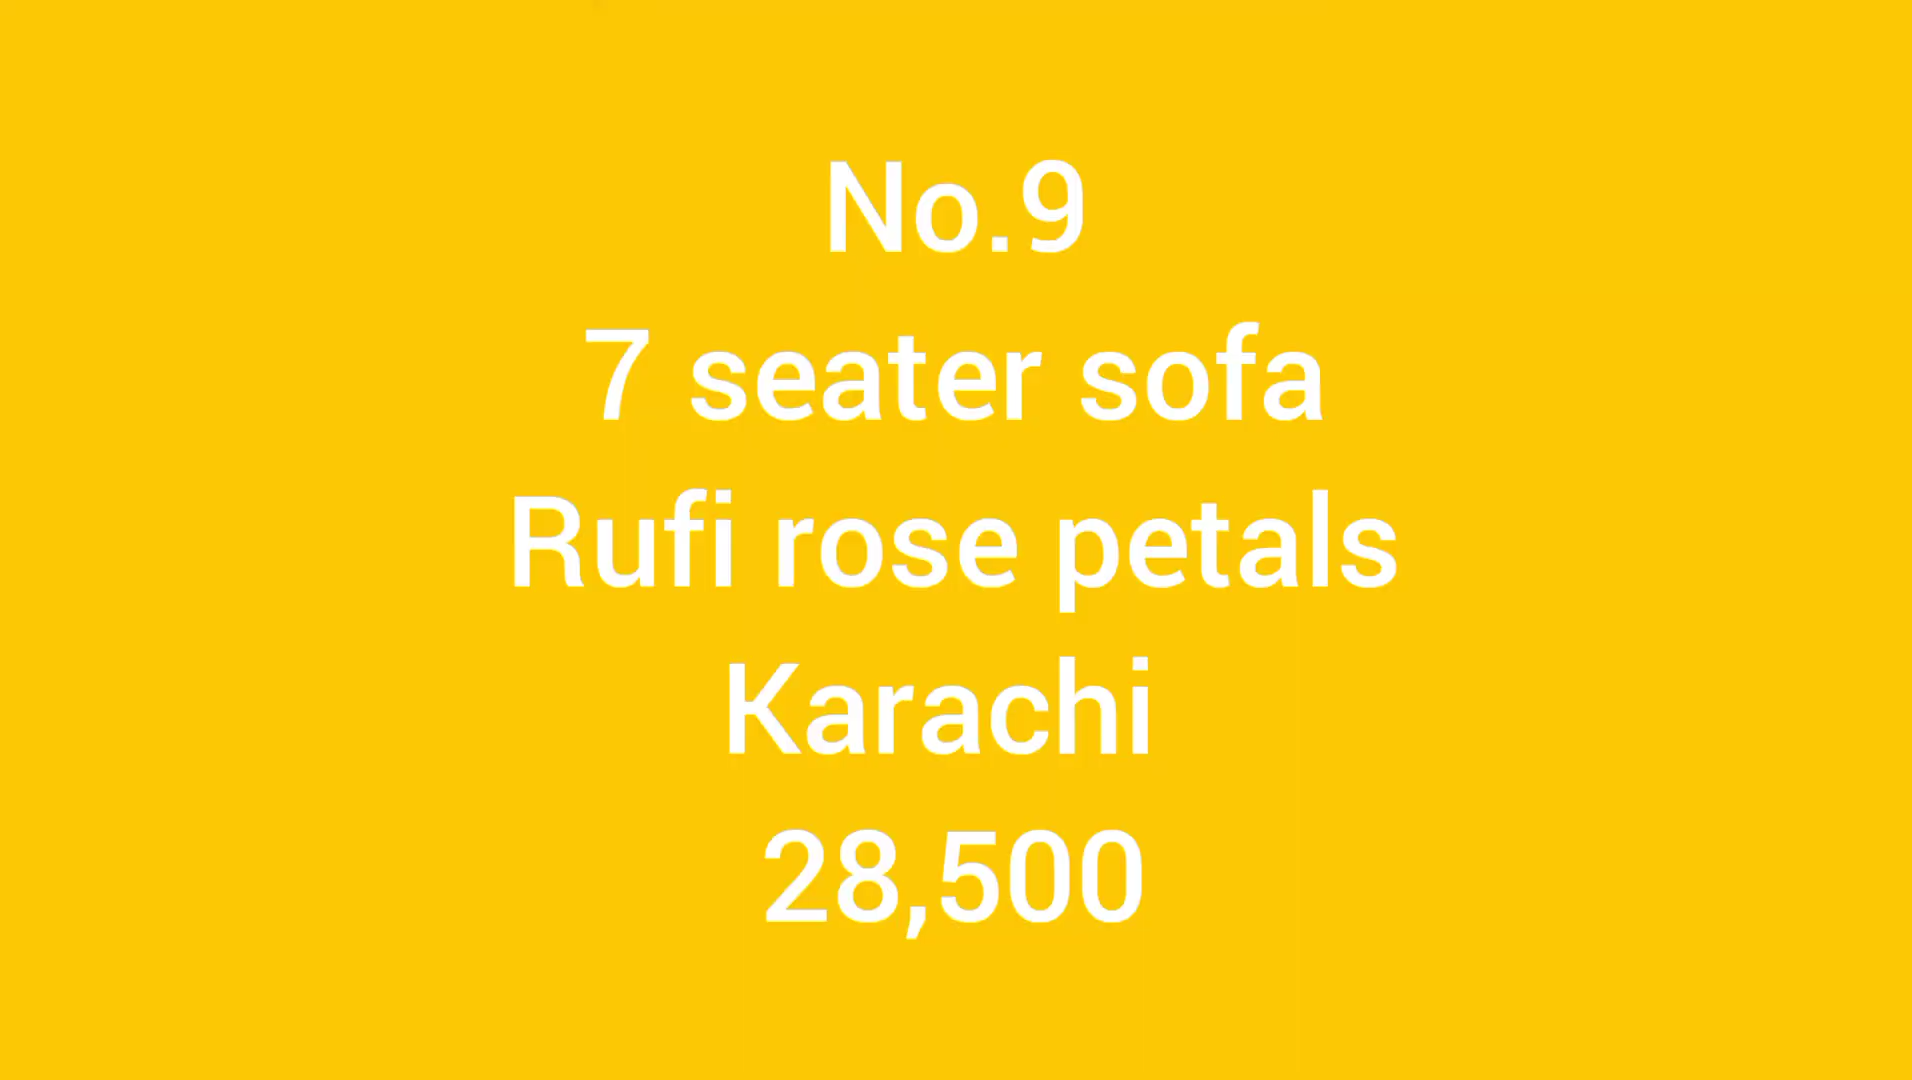 No.9
7 seater sofa
Rufi rose petals
Karachi
28,500